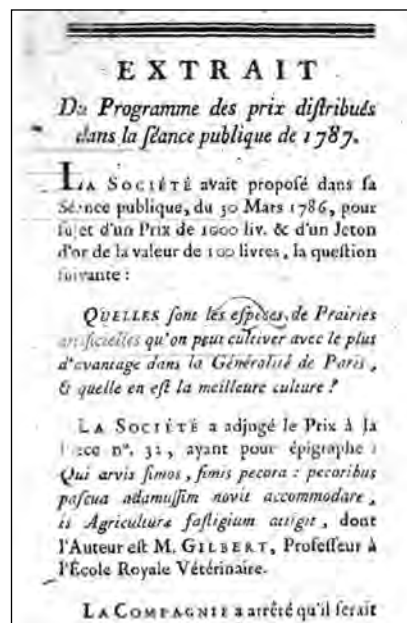 EXTRAIT
Du Programme des prix diſtribués
dans la ſéance publique de 1787.
LA SOCIÉTÉ avait propoſé dans ſa
Séance publique, du 30 Mars 1786, pour
ſujet d'un Prix de 1000 liv. & d'un Jeton
d'or de la valeur de 100 livres, la queſtion
ſuivante :
QUELLES ſont les eſpèces de Prairies
artificielles qu'on peut cultiver avec le plus
d'avantage dans la Généralité de Paris,
& quelle en eſt la meilleure culture ?
LA SOCIÉTÉ a adjugé le Prix à la
Piece n°. 32, ayant pour épigraphe :
Qui arvis ſimos, ſimis pecora : pecoribus
paſcua adamuſſim novit accommodare,
is Agriculturæ faſtigium attigit, dont
l'Auteur eſt M. GILBERT, Profeſſeur à
l'École Royale Vétérinaire.
LA COMPAGNIE a arrêté qu'il ſerait